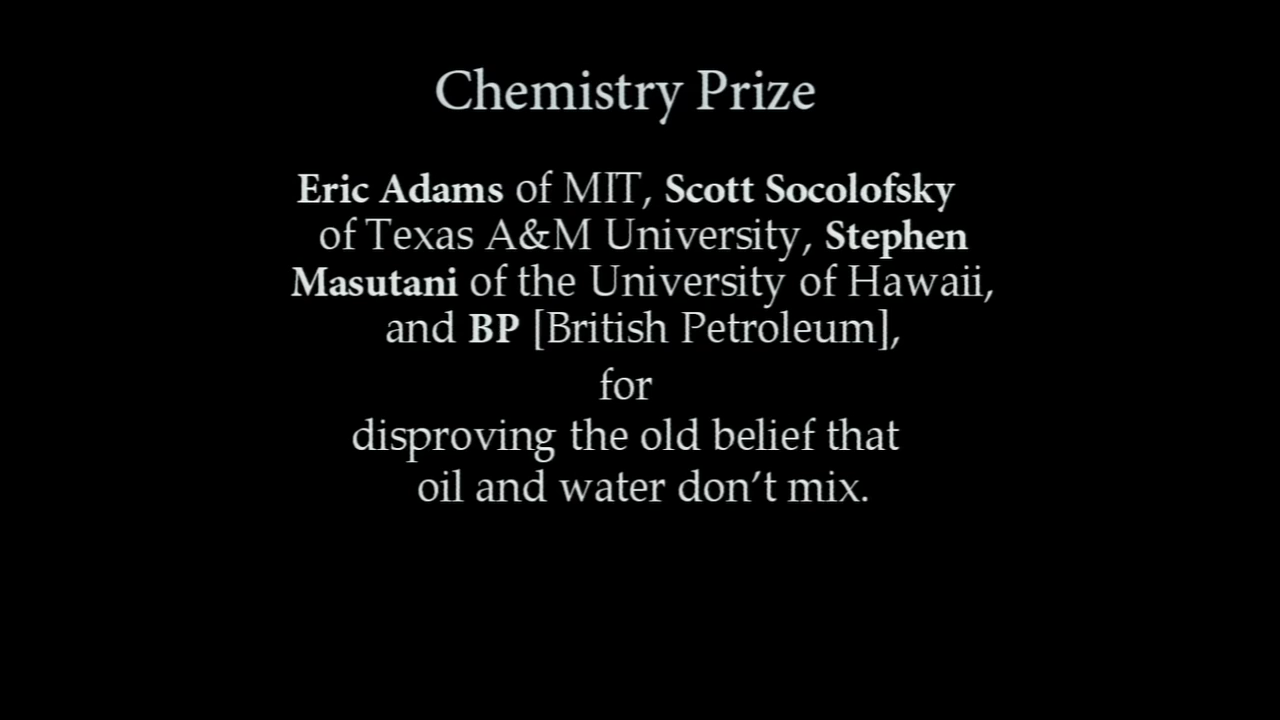 Chemistry Prize
Eric Adams of MIT, Scott Socolofsky
of Texas A&M University, Stephen
Masutani of the University of Hawaii,
and BP [British Petroleum],
for
disproving the old belief that
oil and water don’t mix.